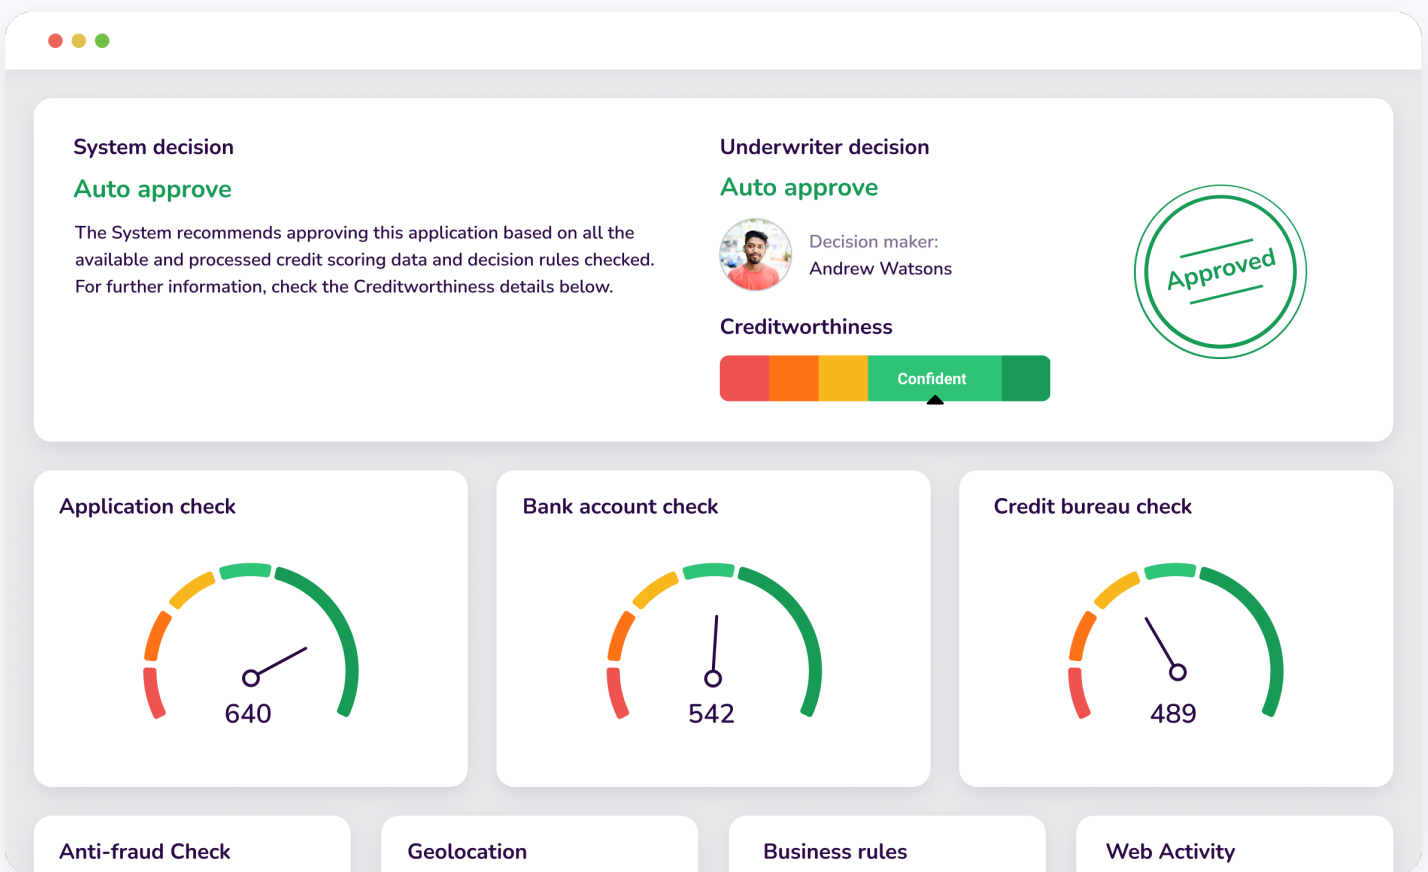 System decision
Auto approve
The System recommends approving this application based on all the
available and processed credit scoring data and decision rules checked.
For further information, check the Creditworthiness details below.
Underwriter decision
Auto approve
Decision maker:
Andrew Watsons
Creditworthiness
Confident
Approved
Application check
640
Bank account check
542
Credit bureau check
489
Anti-fraud Check
Geolocation
Business rules
Web Activity